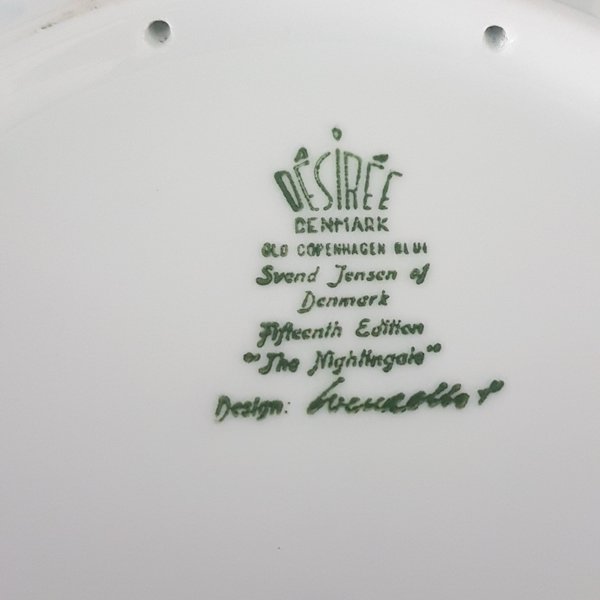 DÉSIRÉE
DENMARK
OLD COPENHAGEN BLUE
Svend Jensen of
Denmark
Fifteenth Edition
"The Nightingale"
Design: